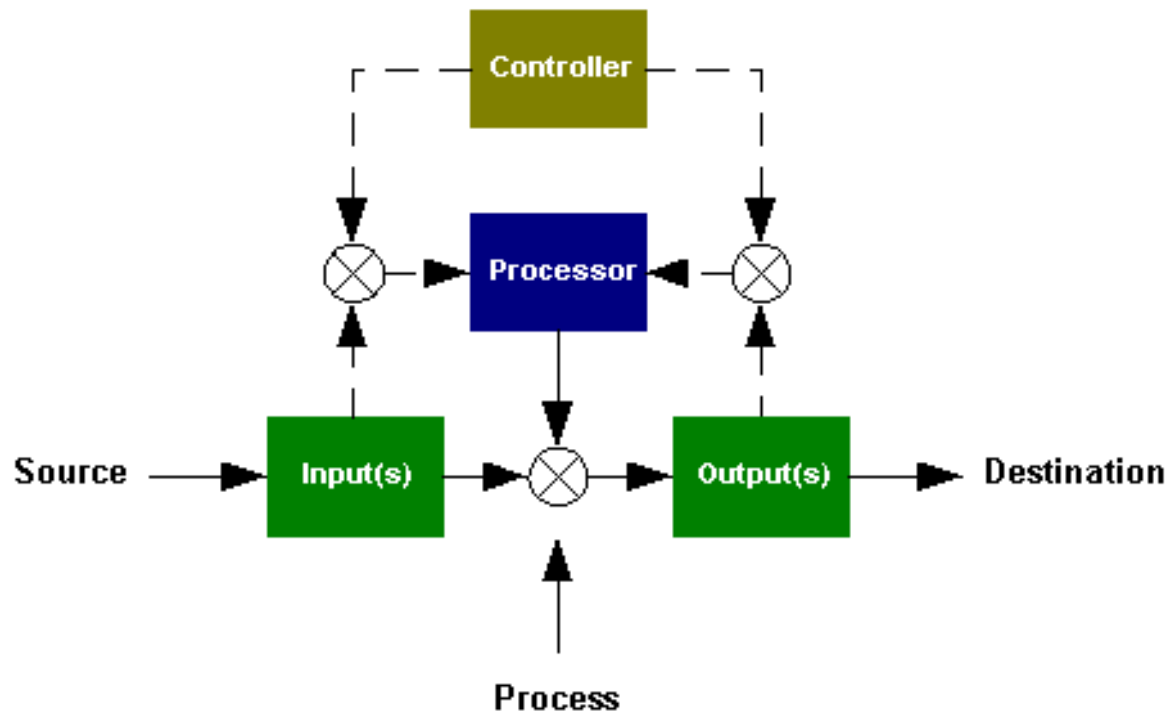 Controller
Processor
Source
Input(s)
Output(s)
Destination
Process